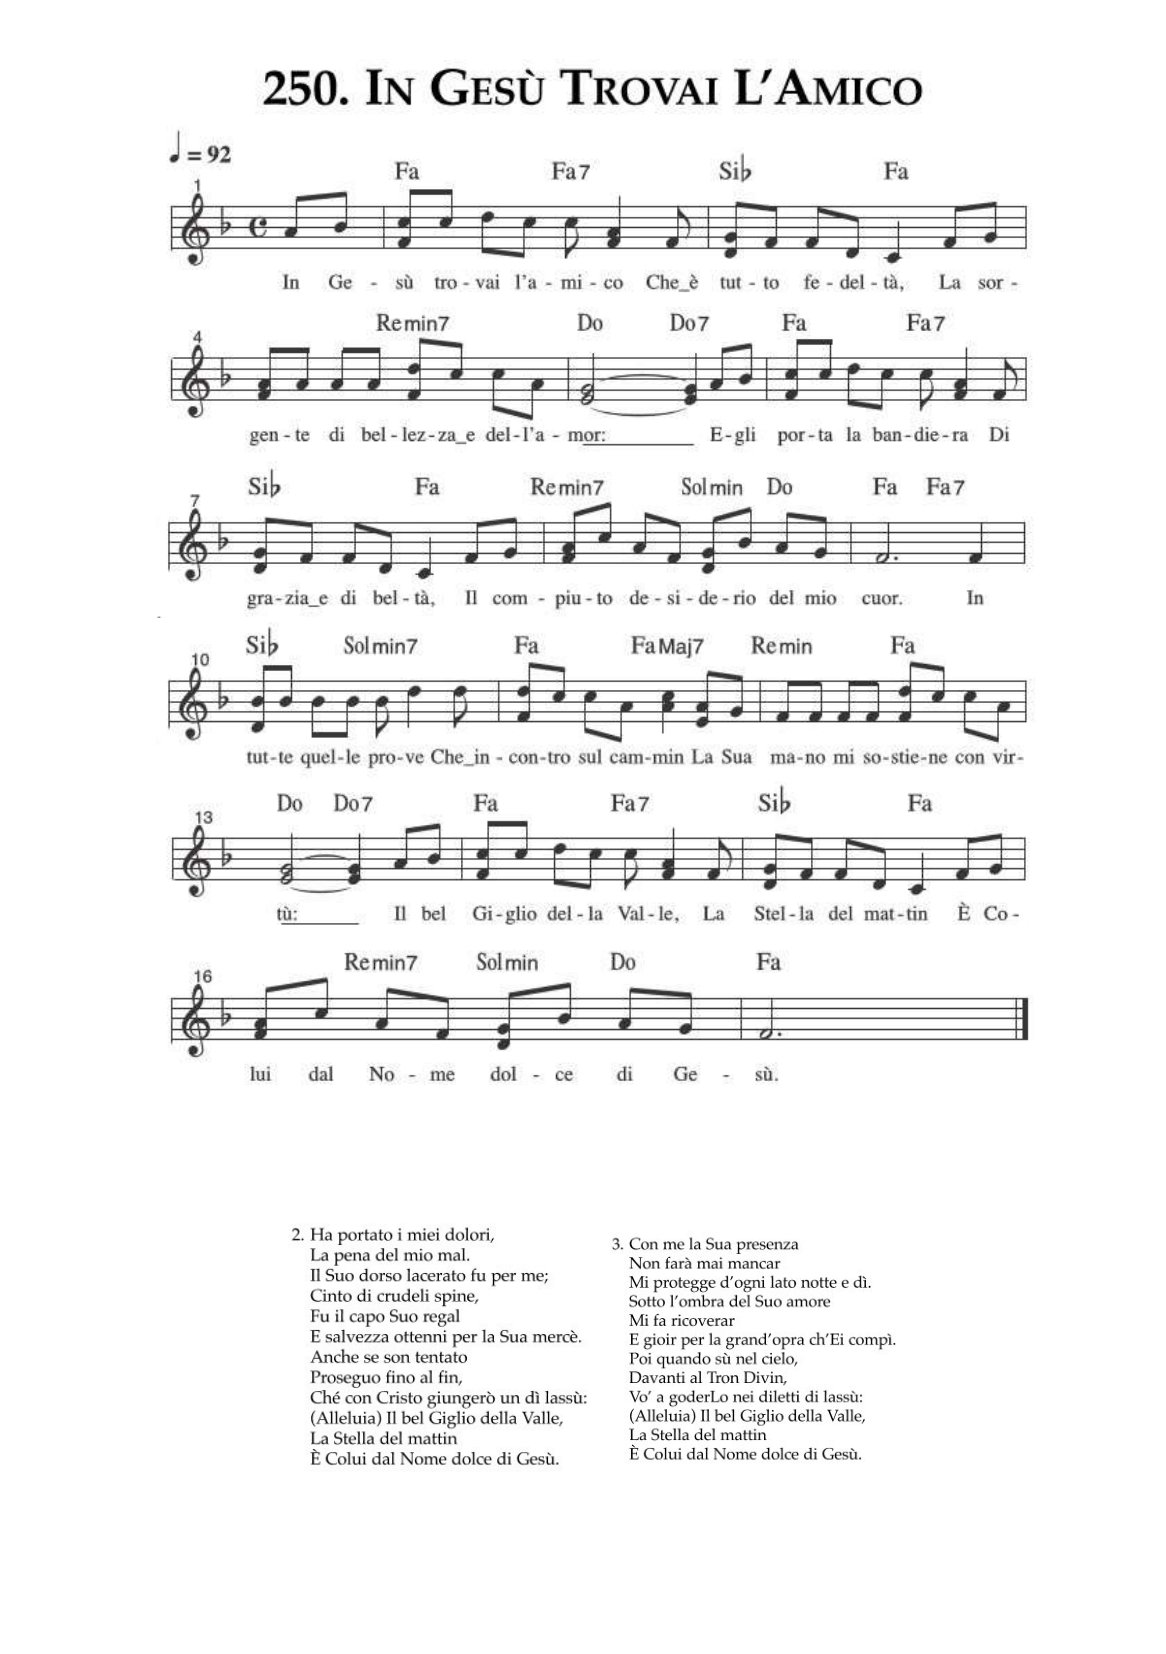 250. In Gesù Trovai L'Amico
♩ = 92
Fa Fa7 Si♭ Fa
1
In Ge - sù tro - vai l'a - mi - co Che_è tut - to fe - del - tà, La sor -
Remin7 Do Do7 Fa Fa7
4
gen - te di bel - lez - za_e del - l'a - mor:________ E - gli por - ta la ban - die - ra Di
Si♭ Fa Remin7 Solmin Do Fa Fa7
7
gra - zia_e di bel - tà, Il com - piu - to de - si - de - rio del mio cuor. In
Si♭ Solmin7 Fa FaMaj7 Remin Fa
10
tut - te quel - le pro - ve Che_in - con - tro sul cam - min La Sua ma - no mi so - stie - ne con vir -
Do Do7 Fa Fa7 Si♭ Fa
13
tù:________ Il bel Gi - glio del - la Val - le, La Stel - la del mat - tin È Co -
Remin7 Solmin Do Fa
16
lui dal No - me dol - ce di Ge - sù.
2. Ha portato i miei dolori,
La pena del mio mal.
Il Suo dorso lacerato fu per me;
Cinto di crudeli spine,
Fu il capo Suo regal
E salvezza ottenni per la Sua mercè.
Anche se son tentato
Proseguo fino al fin,
Ché con Cristo giungerò un dì lassù:
(Alleluia) Il bel Giglio della Valle,
La Stella del mattin
È Colui dal Nome dolce di Gesù.
3. Con me la Sua presenza
Non farà mai mancar
Mi protegge d'ogni lato notte e dì.
Sotto l'ombra del Suo amore
Mi fa ricoverar
E gioir per la grand'opra ch'Ei compì.
Poi quando sù nel cielo,
Davanti al Tron Divin,
Vo' a goderLo nei diletti di lassù:
(Alleluia) Il bel Giglio della Valle,
La Stella del mattin
È Colui dal Nome dolce di Gesù.